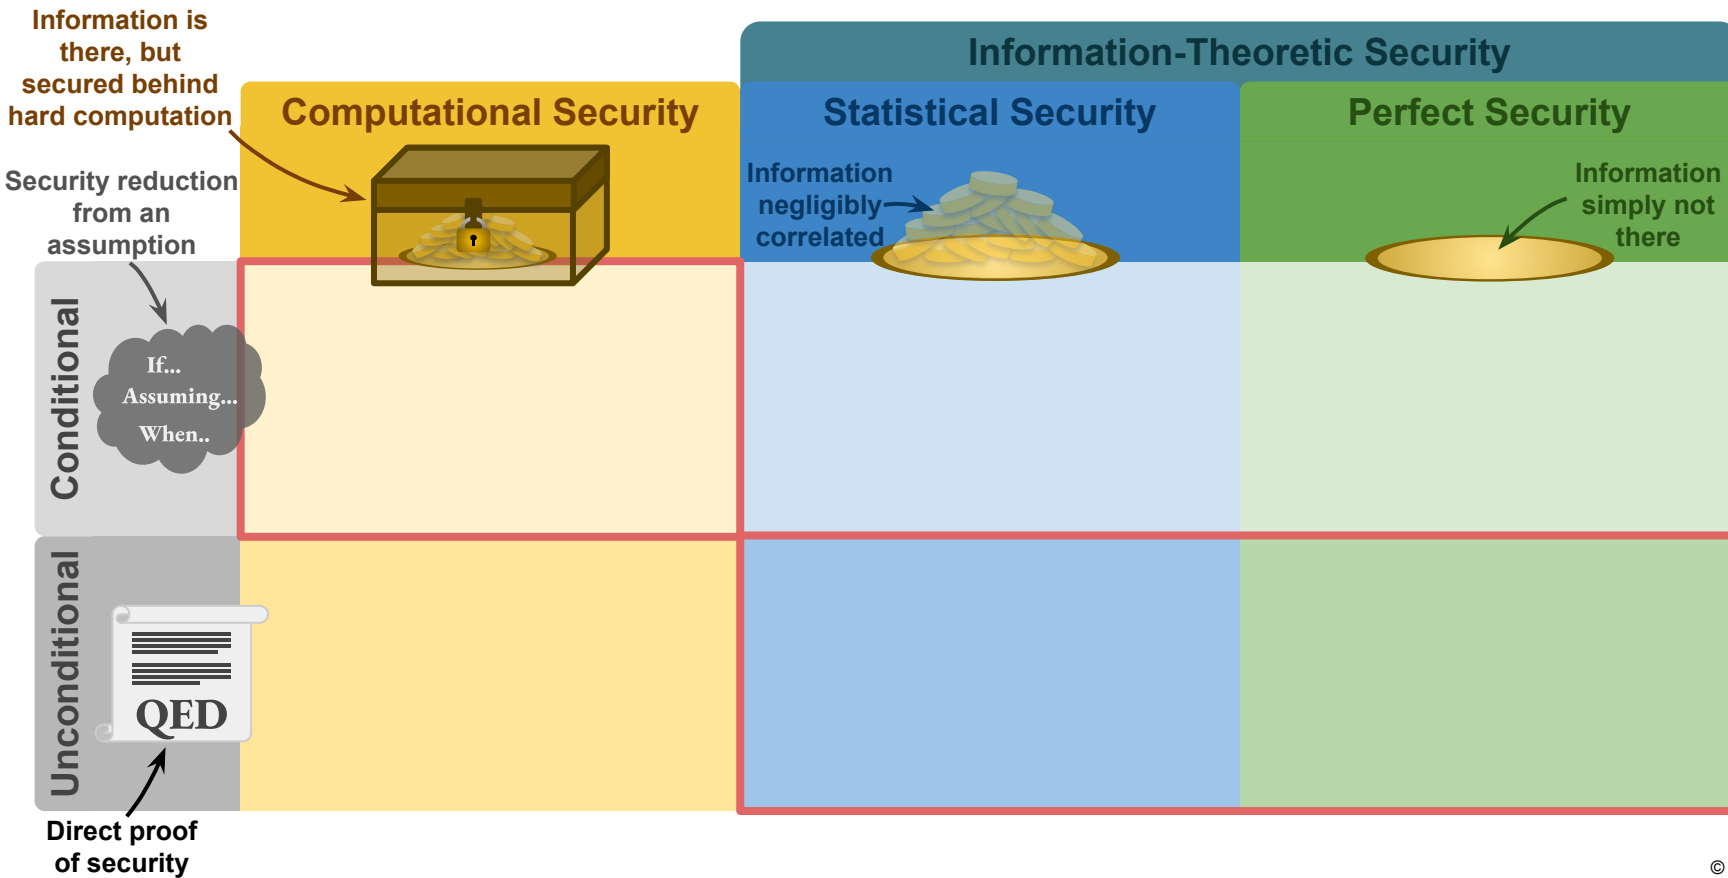 Information is
there, but
secured behind
hard computation
Information-Theoretic Security
Computational Security
Statistical Security
Perfect Security
Security reduction
from an
assumption
Information
negligibly
correlated
Information
simply not
there
Conditional
If...
Assuming...
When..
Unconditional
QED
Direct proof
of security
©